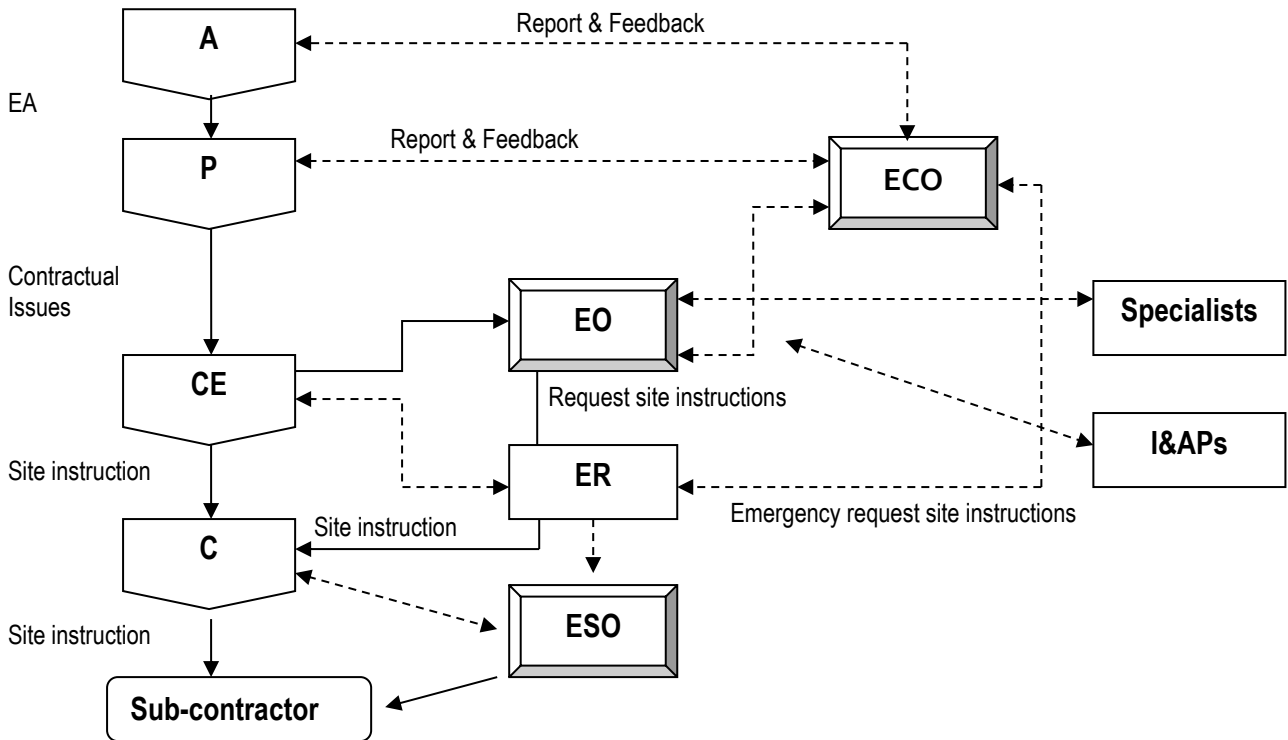 A
Report & Feedback
EA
P
Report & Feedback
ECO
Contractual
Issues
EO
Specialists
CE
Request site instructions
I&APs
Site instruction
ER
Emergency request site instructions
Site instruction
C
ESO
Site instruction
Sub-contractor